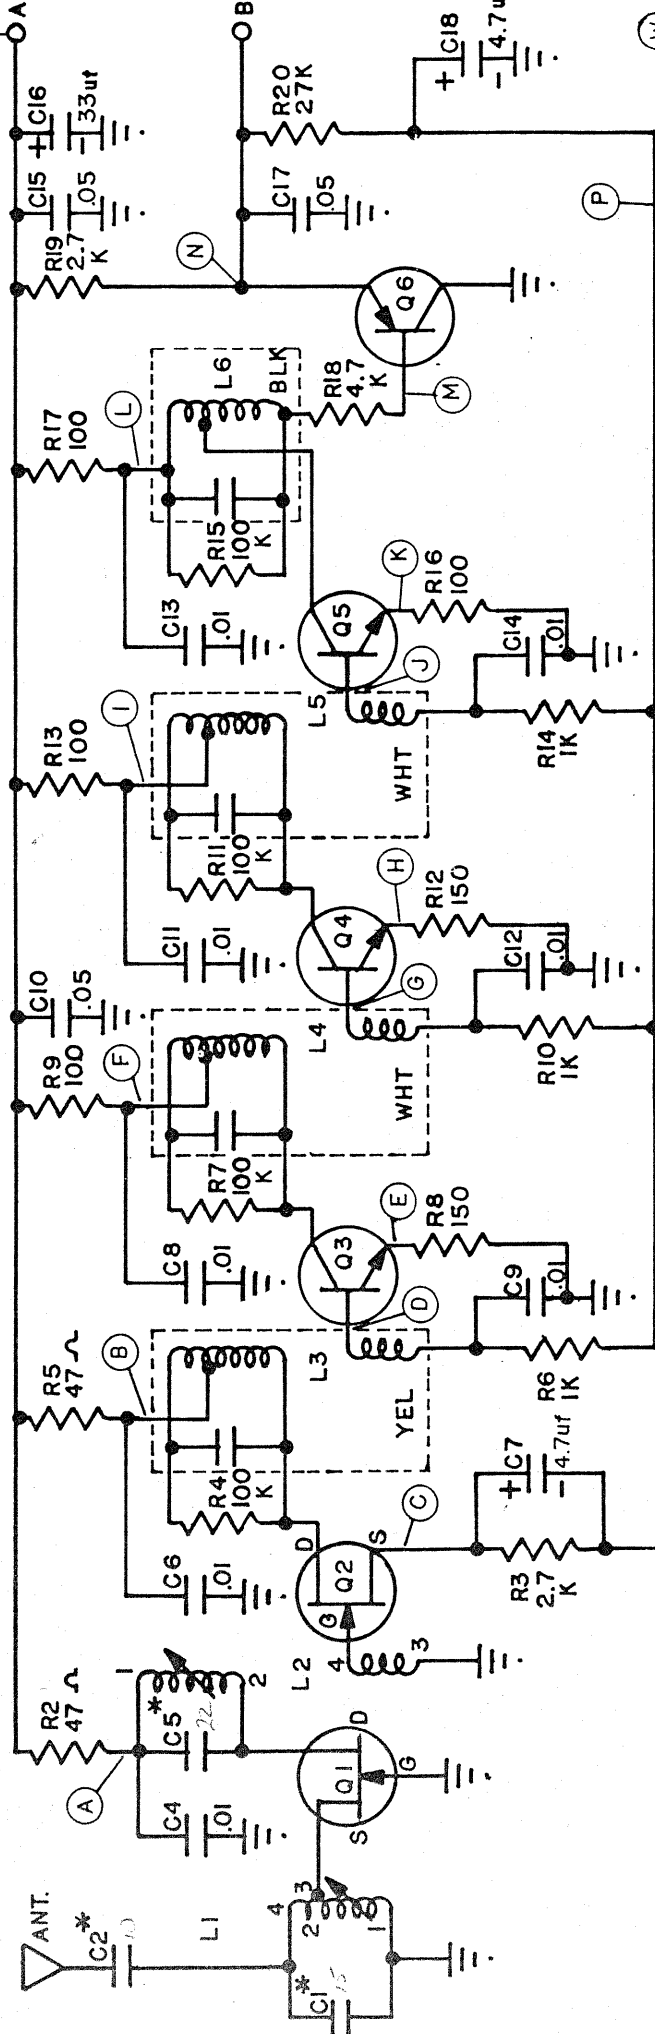 ANT.
C2*
10
L1
4
3
2
1
*
C1
15
R2
47 Ω
A
C4
.01
C5
*
22
1
2
Q1
S
D
G
R5
47 Ω
B
C6
.01
R4
100
K
YEL
L3
L2
4
3
Q2
G
D
S
C
R3
2.7
K
C7
+
-
4.7uf
R9
100
F
C8
.01
R7
100
K
WHT
L4
Q3
D
E
R8
150
C9
.01
R6
1K
C10
.05
R13
100
I
C11
.01
R11
100
K
WHT
L5
Q4
G
H
R12
150
C12
.01
R10
1K
R17
100
L
C13
.01
R15
100
K
L6
BLK
Q5
J
K
R16
100
C14
.01
R14
1K
R18
4.7
K
M
Q6
R19
2.7
K
N
C15
.05
C16
+
-
33uf
C17
.05
R20
27K
C18
+
-
A
B
P